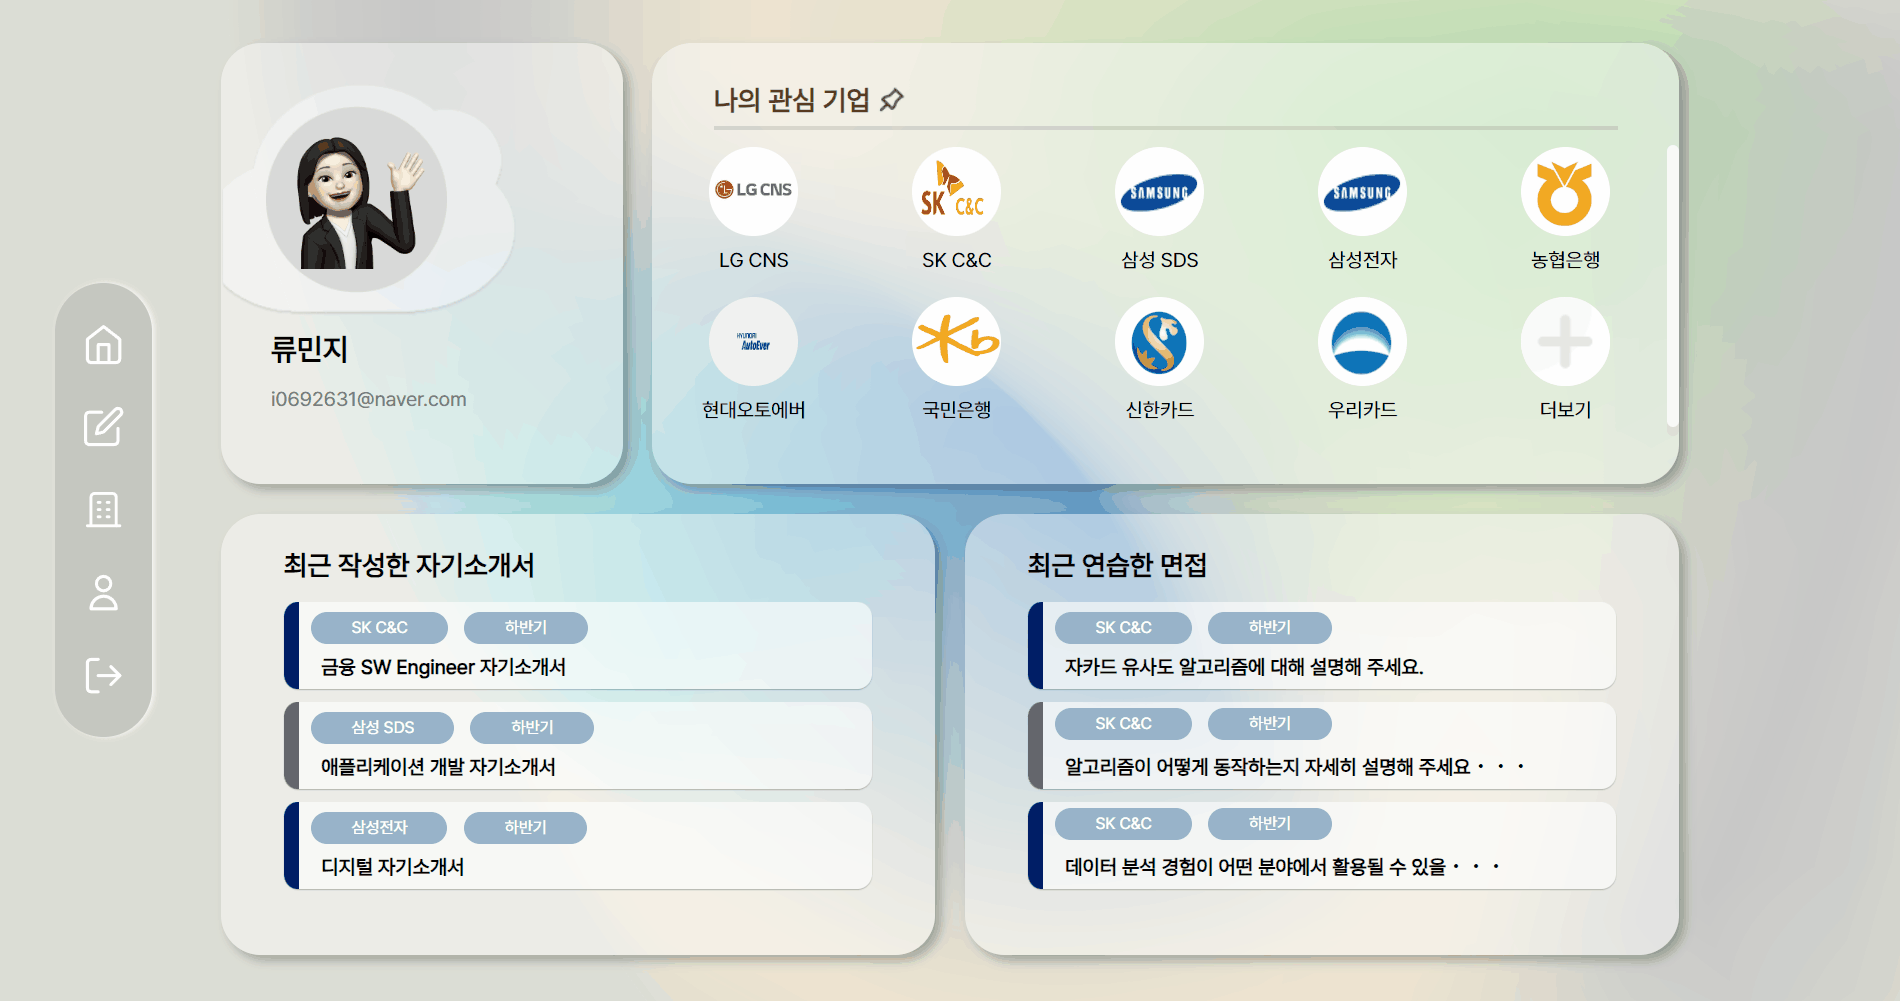 류민지
i0692631@naver.com
나의 관심 기업
LG CNS
SK C&C
SAMSUNG
SAMSUNG
LG CNS
SK C&C
삼성 SDS
삼성전자
농협은행
HYUNDAI
AutoEver
Kb
현대오토에버
국민은행
신한카드
우리카드
더보기
최근 작성한 자기소개서
SK C&C 하반기
금융 SW Engineer 자기소개서
삼성 SDS 하반기
애플리케이션 개발 자기소개서
삼성전자 하반기
디지털 자기소개서
최근 연습한 면접
SK C&C 하반기
자카드 유사도 알고리즘에 대해 설명해 주세요.
SK C&C 하반기
알고리즘이 어떻게 동작하는지 자세히 설명해 주세요・・・
SK C&C 하반기
데이터 분석 경험이 어떤 분야에서 활용될 수 있을・・・